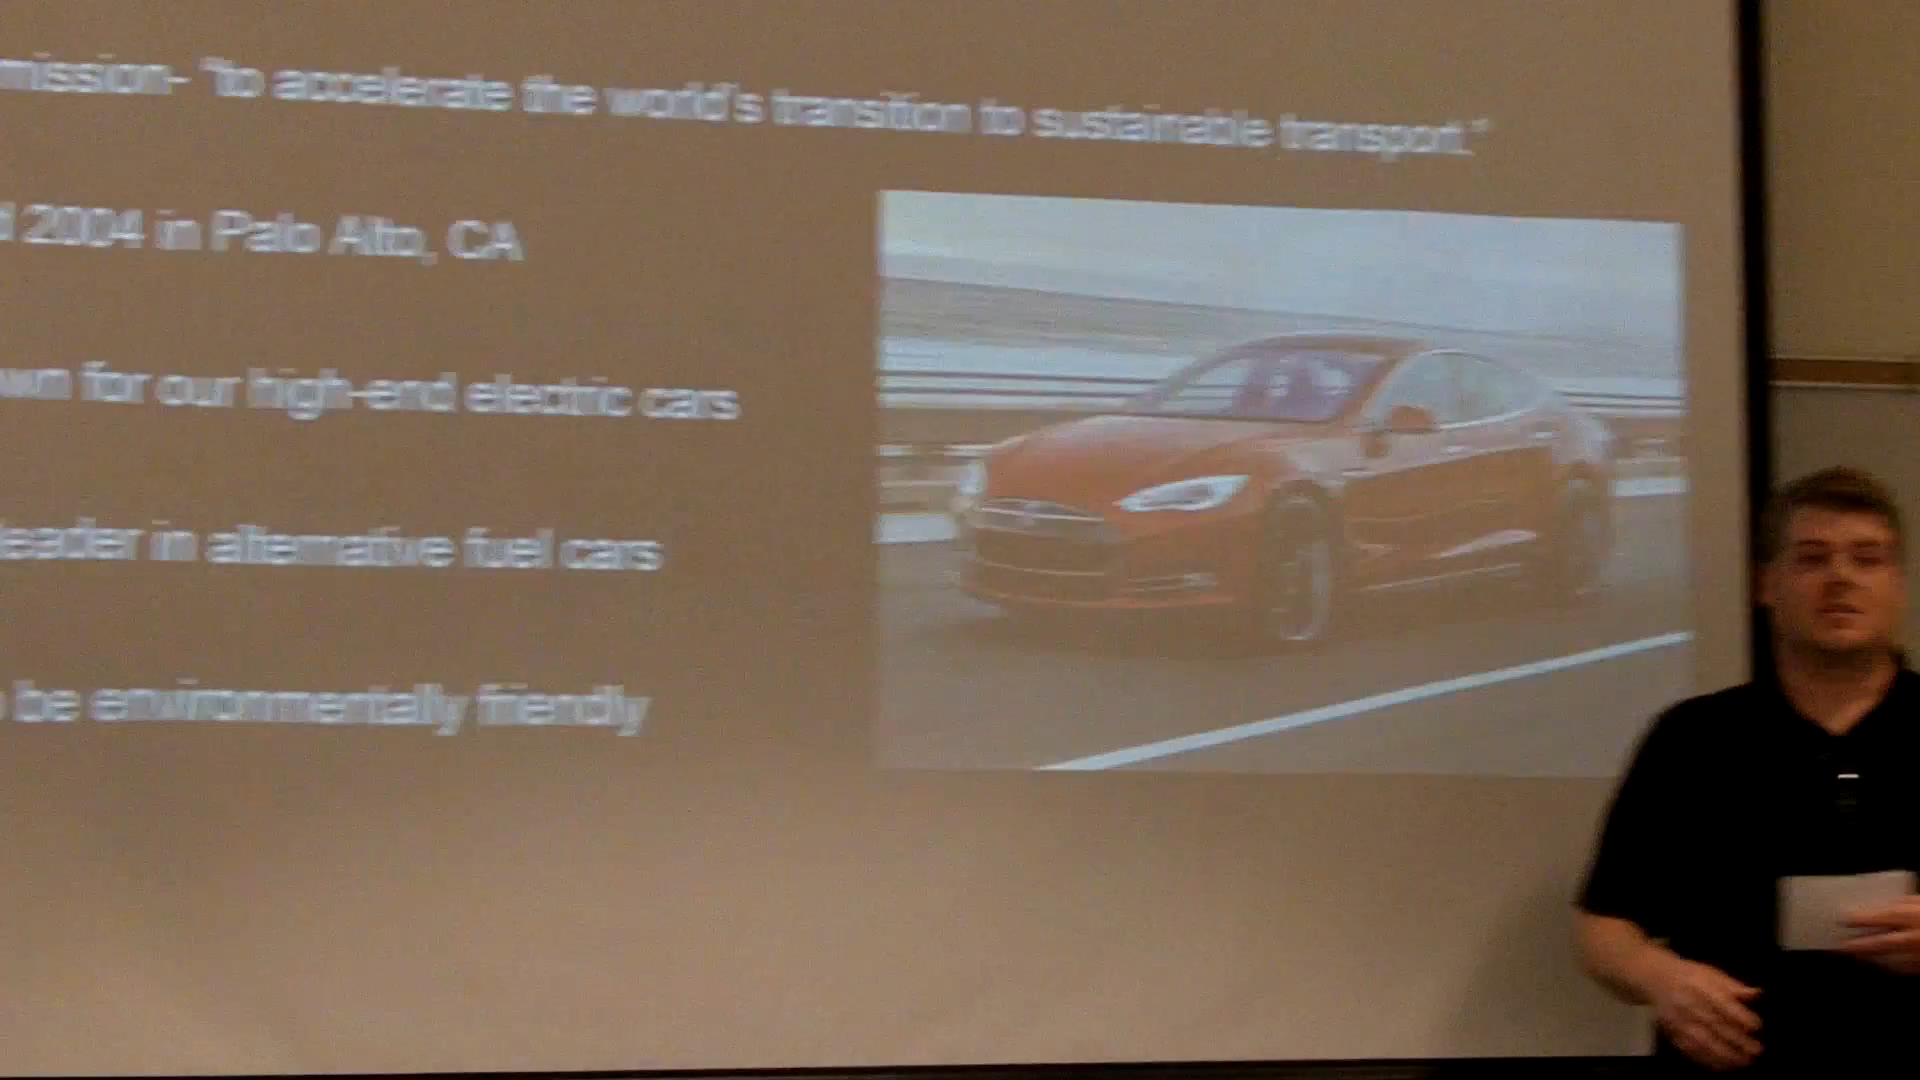 mission- "to accelerate the world's transition to sustainable transport."
2004 in Palo Alto, CA
for our high-end electric cars
leader in alternative fuel cars
be environmentally friendly